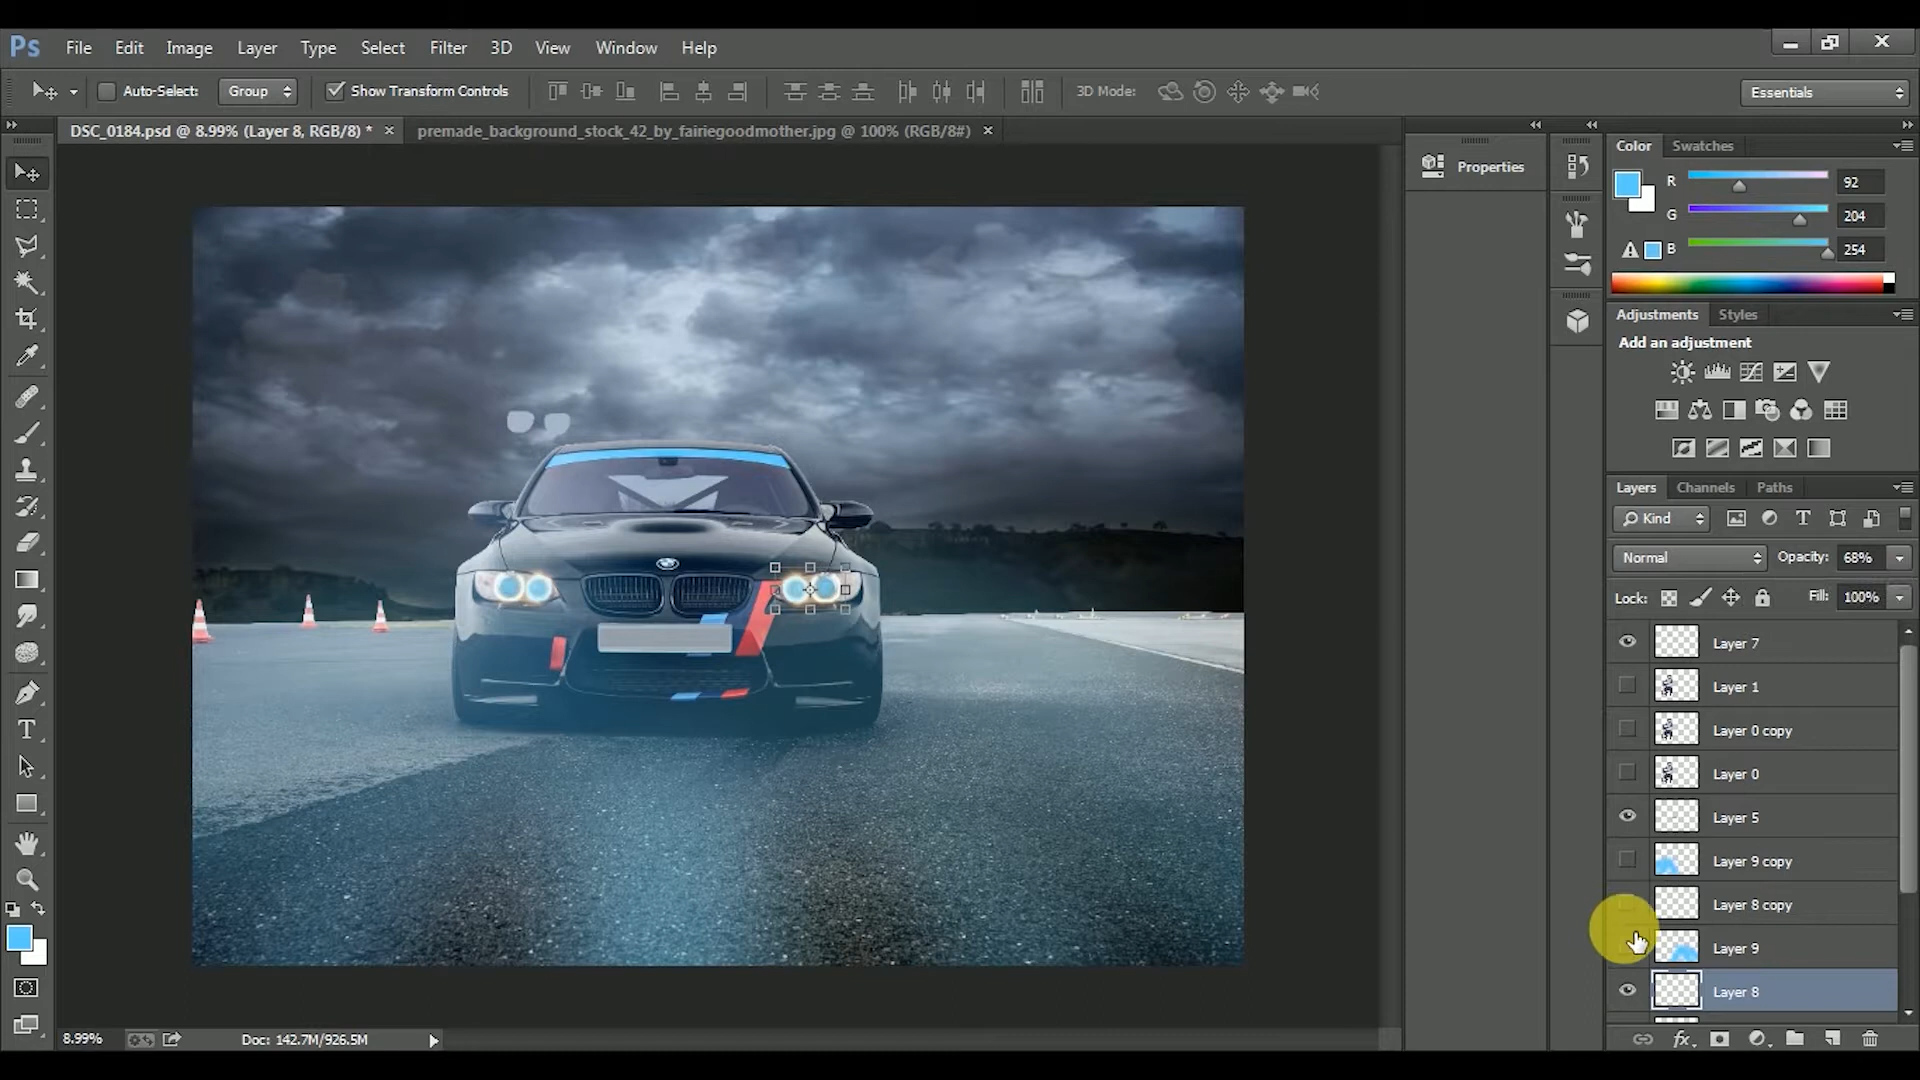 Ps File Edit Image Layer Type Select Filter 3D View Window Help
Auto-Select: Group Show Transform Controls 3D Mode: Essentials
DSC_0184.psd @ 8.99% (Layer 8, RGB/8) * × premade_background_stock_42_by_fairiegoodmother.jpg @ 100% (RGB/8#) ×
Properties
Color Swatches
R 92
G 204
B 254
Adjustments Styles
Add an adjustment
Layers Channels Paths
Kind
Normal Opacity: 68%
Lock: Fill: 100%
Layer 7
Layer 1
Layer 0 copy
Layer 0
Layer 5
Layer 9 copy
Layer 8 copy
Layer 9
Layer 8
8.99% Doc: 142.7M/926.5M